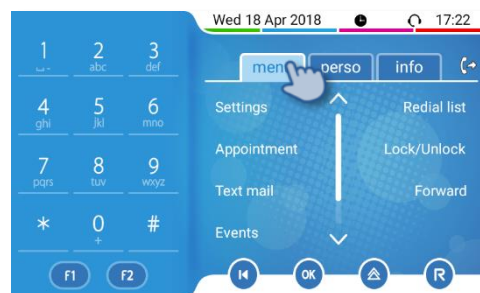 Wed 18 Apr 2018 17:22
1 2 3
abc def
menu perso info
4 5 6
ghi jkl mno
Settings Redial list
7 8 9
pqrs tuv wxyz
Appointment Lock/Unlock
Text mail Forward
* 0 #
+
Events
F1 F2
OK R